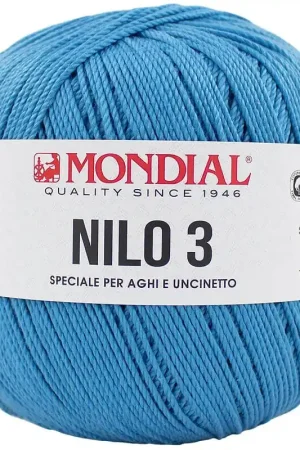 MONDIAL
QUALITY SINCE 1946
NILO 3
SPECIALE PER AGHI E UNCINETTO